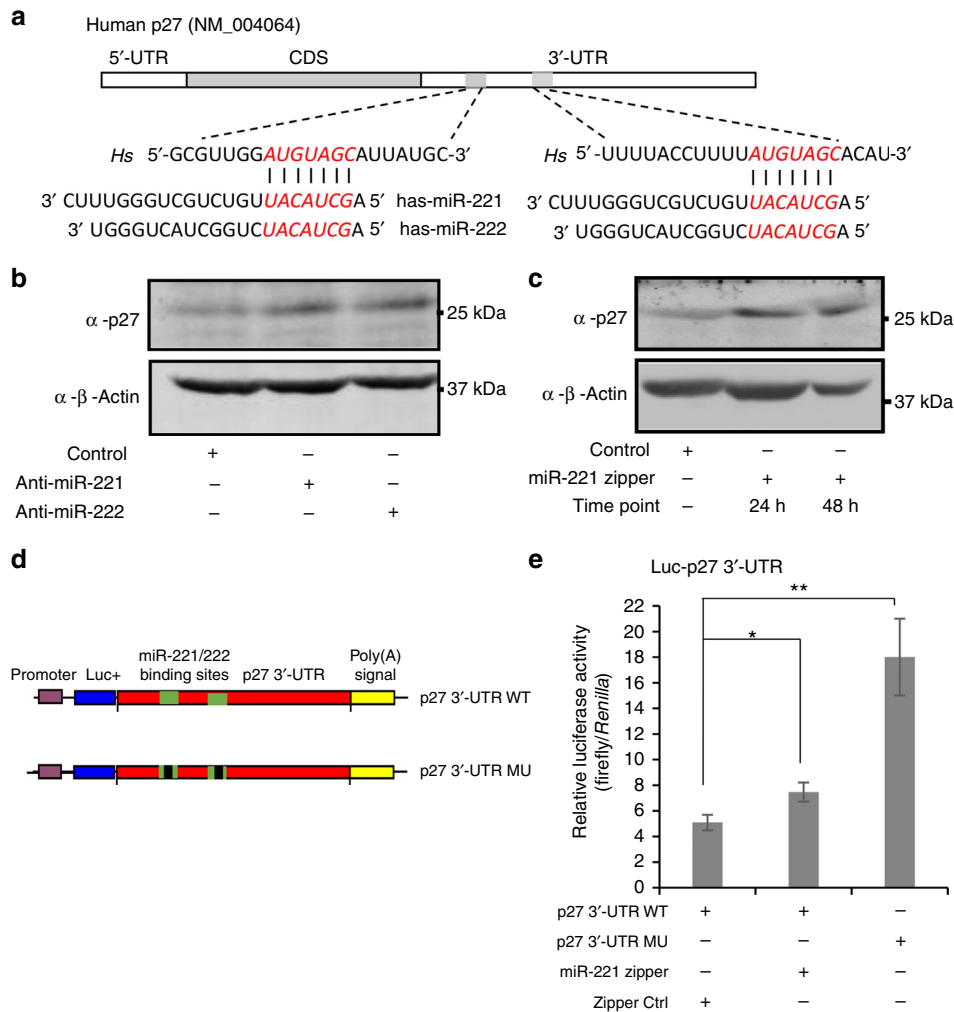 a
Human p27 (NM_004064)
5′-UTR CDS 3′-UTR
Hs 5′-GCGUUGGAUGUAGCAUUAUGC-3′
3′ CUUUGGGUCGUCUGUUACAUCGA 5′ has-miR-221
3′ UGGGUCAUCGGUCUACAUCGA 5′ has-miR-222
Hs 5′ -UUUUACCUUUUAUGUAGCACAU-3′
3′ CUUUGGGUCGUCUGUUACAUCGA 5′
3′ UGGGUCAUCGGUCUACAUCGA 5′
b
α -p27 25 kDa
α -β -Actin 37 kDa
Control + – –
Anti-miR-221 – + –
Anti-miR-222 – – +
c
α -p27 25 kDa
α -β -Actin 37 kDa
Control + – –
miR-221 zipper – + +
Time point – 24 h 48 h
d
Promoter Luc+ miR-221/222 binding sites p27 3′-UTR Poly(A) signal
p27 3′-UTR WT
p27 3′-UTR MU
e
Luc-p27 3′-UTR
**
*
Relative luciferase activity
(firefly/Renilla)
22
20
18
16
14
12
10
8
6
4
2
0
p27 3′-UTR WT + + –
p27 3′-UTR MU – – +
miR-221 zipper – + –
Zipper Ctrl + – –